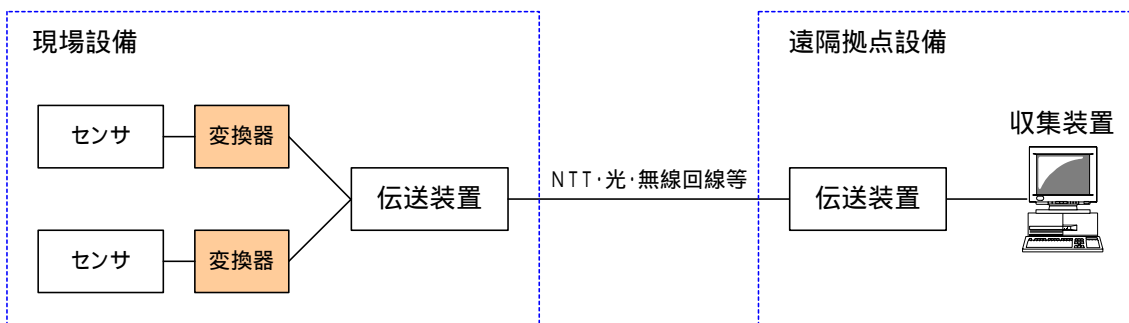 現場設備
遠隔拠点設備
センサ
変換器
収集装置
伝送装置
NTT・光・無線回線等
伝送装置
センサ
変換器